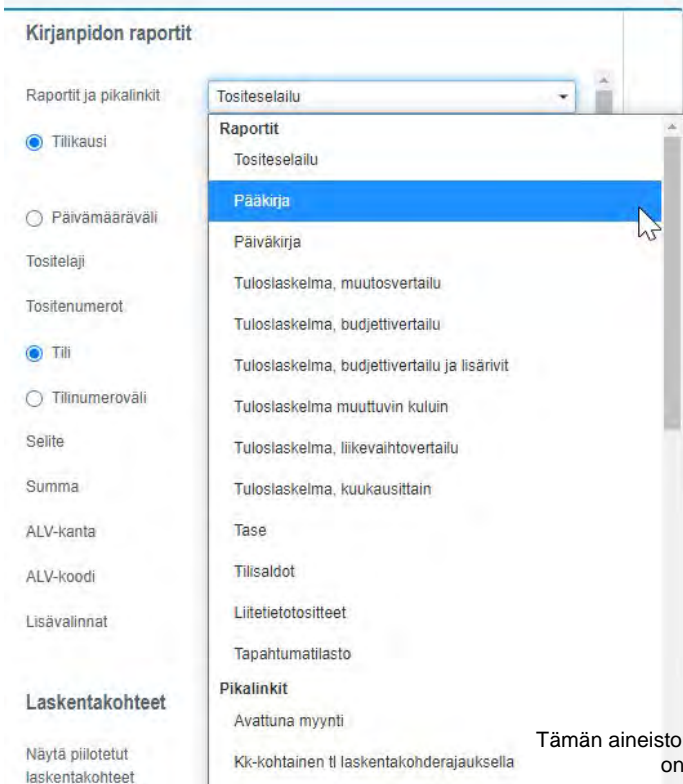 Kirjanpidon raportit
Raportit ja pikalinkit
Tositeselailu
Tilikausi
Päivämääräväli
Tositelaji
Tositenumerot
Tili
Tilinumeroväli
Selite
Summa
ALV-kanta
ALV-koodi
Lisävalinnat
Laskentakohteet
Näytä piilotetut
laskentakohteet
Raportit
Tositeselailu
Pääkirja
Päiväkirja
Tuloslaskelma, muutosvertailu
Tuloslaskelma, budjettivertailu
Tuloslaskelma, budjettivertailu ja lisärivit
Tuloslaskelma muuttuvin kuluin
Tuloslaskelma, liikevaihtovertailu
Tuloslaskelma, kuukausittain
Tase
Tilisaldot
Liitetietotositteet
Tapahtumatilasto
Pikalinkit
Avattuna myynti
Kk-kohtainen tl laskentakohderajauksella
Tämän aineisto
on